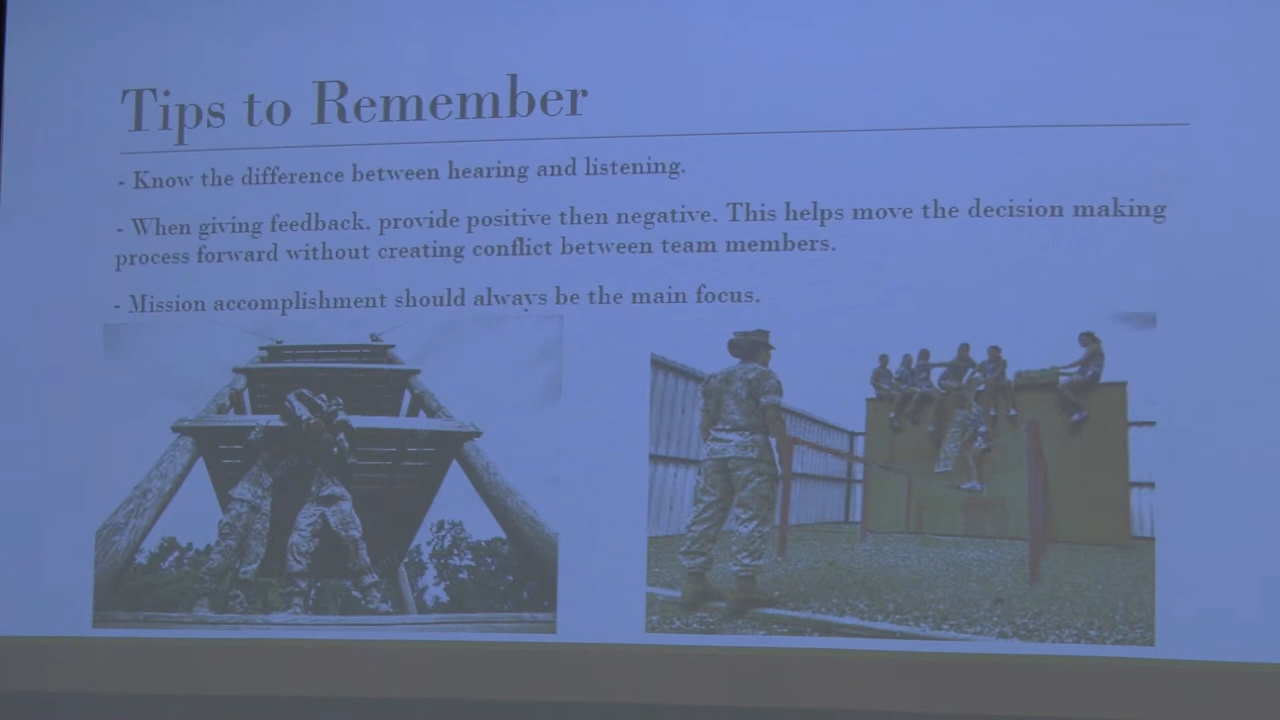 Tips to Remember
- Know the difference between hearing and listening.
- When giving feedback, provide positive then negative. This helps move the decision making
process forward without creating conflict between team members.
- Mission accomplishment should always be the main focus.